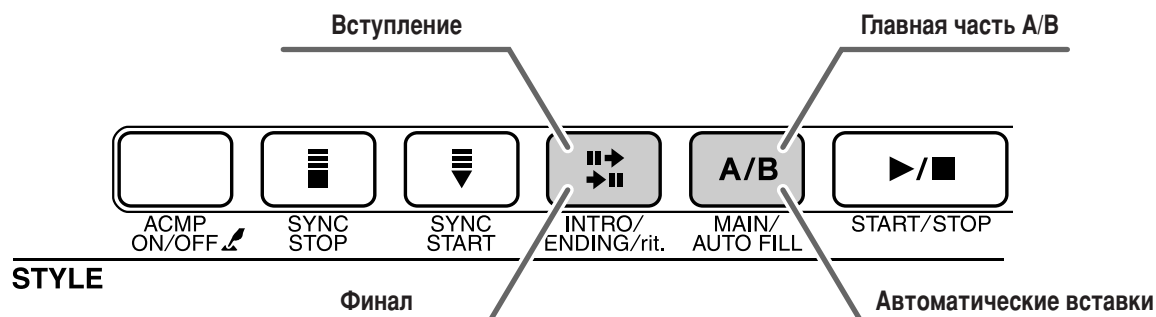 Вступление
Главная часть A/B
A/B
ACMP
ON/OFF
SYNC
STOP
SYNC
START
INTRO/
ENDING/rit.
MAIN/
AUTO FILL
START/STOP
STYLE
Финал
Автоматические вставки